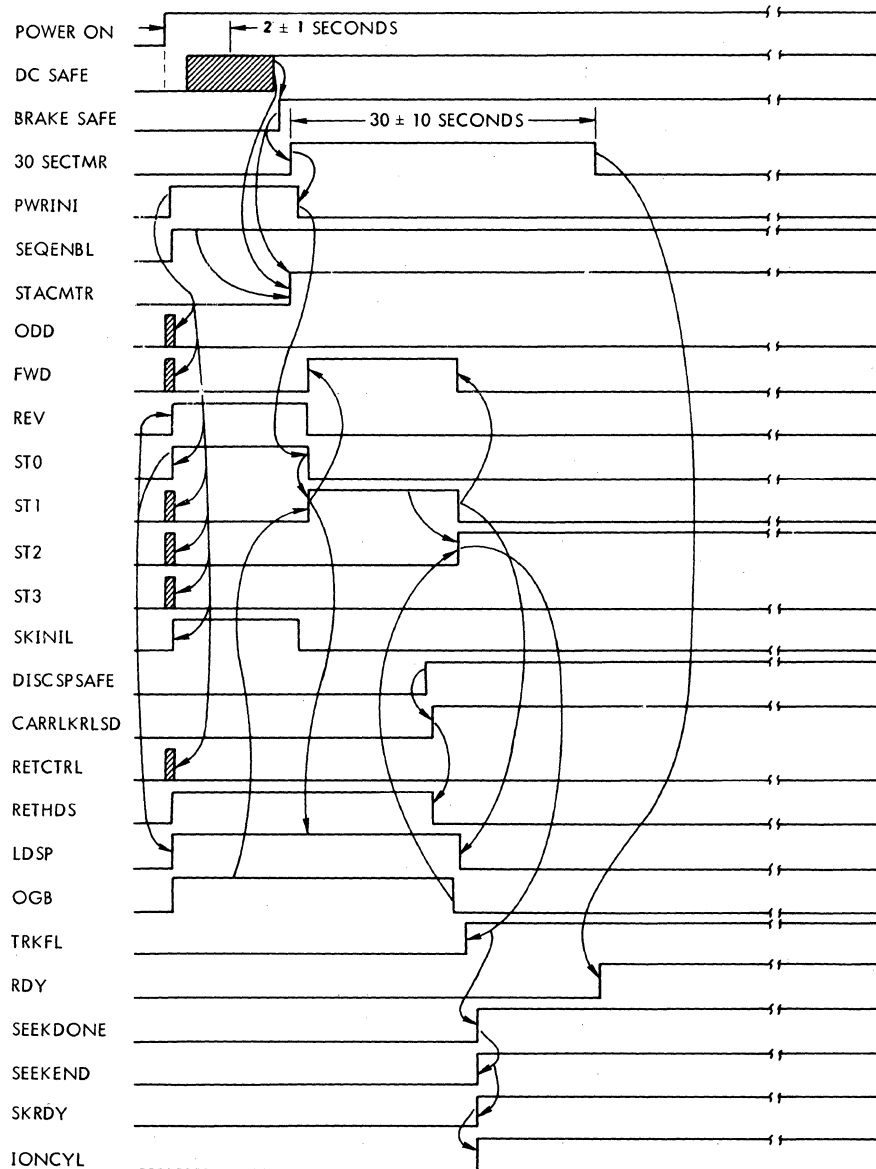 POWER ON
2 ± 1 SECONDS
DC SAFE
BRAKE SAFE
30 ± 10 SECONDS
30 SECTMR
PWRINI
SEQENBL
STACMTR
ODD
FWD
REV
ST0
ST1
ST2
ST3
SKINIL
DISCSPSAFE
CARRLKRLSD
RETCTRL
RETHDS
LDSP
OGB
TRKFL
RDY
SEEKDONE
SEEKEND
SKRDY
IONCYL